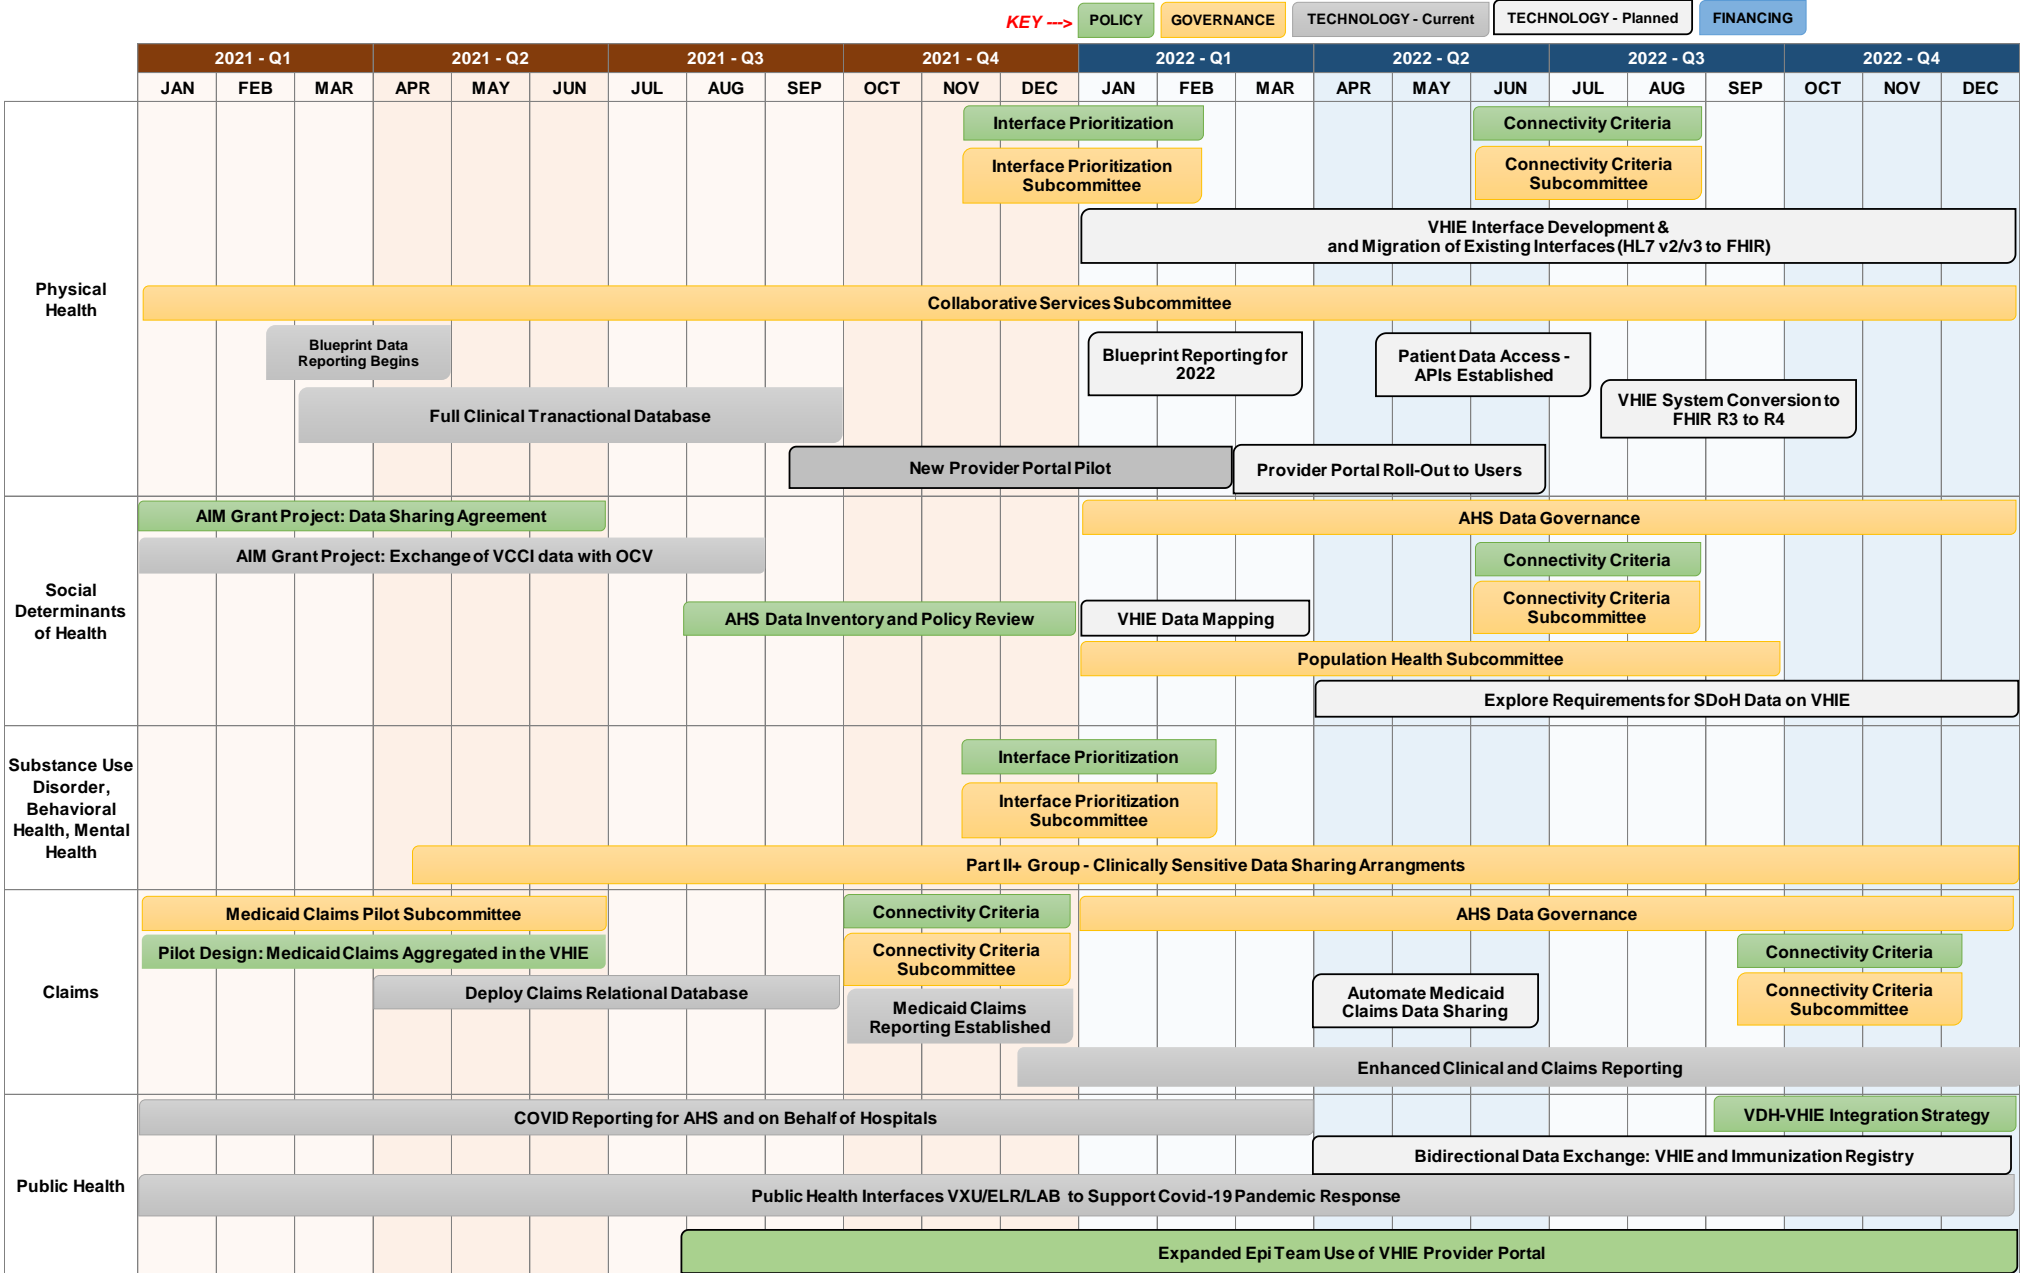 KEY ---> POLICY GOVERNANCE TECHNOLOGY - Current TECHNOLOGY - Planned FINANCING
2021 - Q1 2021 - Q2 2021 - Q3 2021 - Q4 2022 - Q1 2022 - Q2 2022 - Q3 2022 - Q4
JAN FEB MAR APR MAY JUN JUL AUG SEP OCT NOV DEC JAN FEB MAR APR MAY JUN JUL AUG SEP OCT NOV DEC
Physical
Health
Interface Prioritization
Connectivity Criteria
Interface Prioritization
Subcommittee
Connectivity Criteria
Subcommittee
VHIE Interface Development &
and Migration of Existing Interfaces (HL7 v2/v3 to FHIR)
Collaborative Services Subcommittee
Blueprint Data
Reporting Begins
Blueprint Reporting for
2022
Patient Data Access -
APIs Established
Full Clinical Tranactional Database
VHIE System Conversion to
FHIR R3 to R4
New Provider Portal Pilot
Provider Portal Roll-Out to Users
Social
Determinants
of Health
AIM Grant Project: Data Sharing Agreement
AHS Data Governance
AIM Grant Project: Exchange of VCCI data with OCV
Connectivity Criteria
AHS Data Inventory and Policy Review
VHIE Data Mapping
Connectivity Criteria
Subcommittee
Population Health Subcommittee
Explore Requirements for SDoH Data on VHIE
Substance Use
Disorder,
Behavioral
Health, Mental
Health
Interface Prioritization
Interface Prioritization
Subcommittee
Part II+ Group - Clinically Sensitive Data Sharing Arrangments
Claims
Medicaid Claims Pilot Subcommittee
Connectivity Criteria
AHS Data Governance
Pilot Design: Medicaid Claims Aggregated in the VHIE
Connectivity Criteria
Subcommittee
Connectivity Criteria
Deploy Claims Relational Database
Medicaid Claims
Reporting Established
Automate Medicaid
Claims Data Sharing
Connectivity Criteria
Subcommittee
Enhanced Clinical and Claims Reporting
Public Health
COVID Reporting for AHS and on Behalf of Hospitals
VDH-VHIE Integration Strategy
Bidirectional Data Exchange: VHIE and Immunization Registry
Public Health Interfaces VXU/ELR/LAB to Support Covid-19 Pandemic Response
Expanded Epi Team Use of VHIE Provider Portal